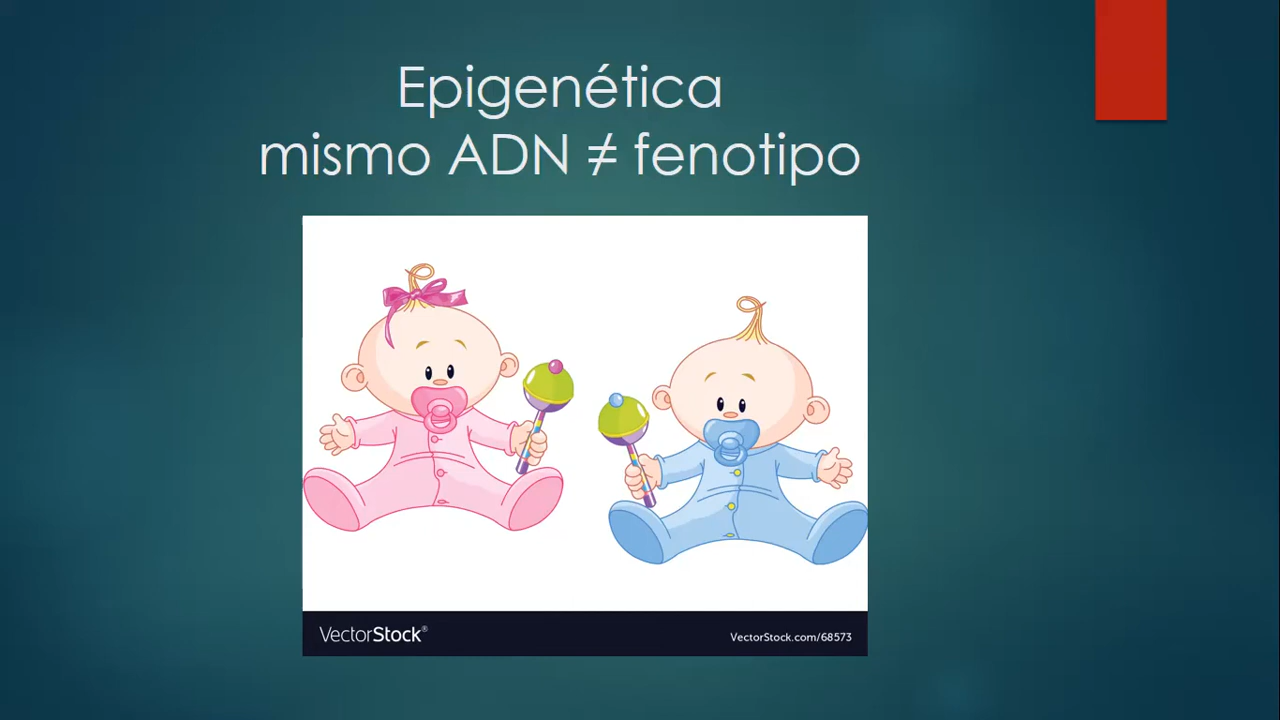 Epigenética
mismo ADN ≠ fenotipo
VectorStock®
VectorStock.com/68573